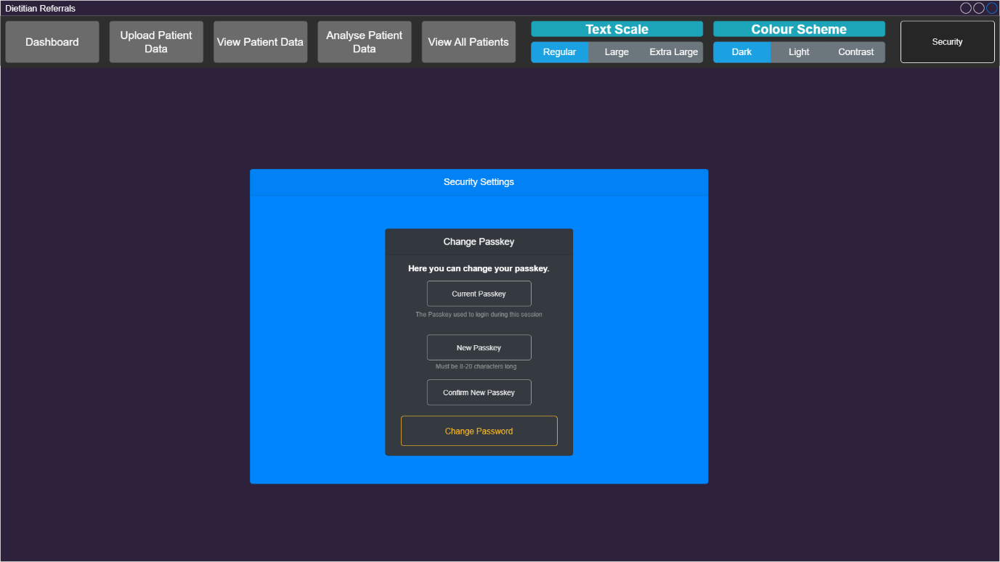 Dietitian Referrals
Dashboard
Upload Patient
Data
View Patient Data
Analyse Patient
Data
View All Patients
Text Scale
Regular
Large
Extra Large
Colour Scheme
Dark
Light
Contrast
Security
Security Settings
Change Passkey
Here you can change your passkey.
Current Passkey
The Passkey used to login during this session
New Passkey
Must be 8-20 characters long
Confirm New Passkey
Change Password